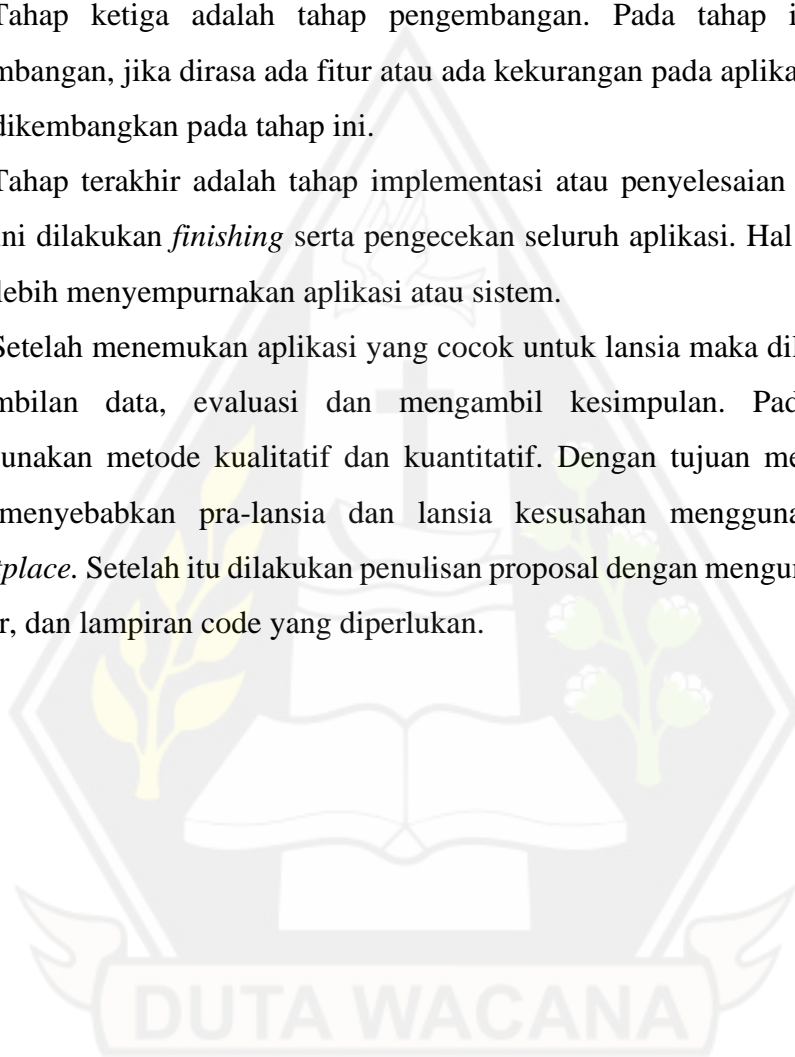 Tahap ketiga adalah tahap pengembangan. Pada tahap i
mbangan, jika dirasa ada fitur atau ada kekurangan pada aplika
dikembangkan pada tahap ini.
Tahap terakhir adalah tahap implementasi atau penyelesaian
ini dilakukan finishing serta pengecekan seluruh aplikasi. Hal
lebih menyempurnakan aplikasi atau sistem.
Setelah menemukan aplikasi yang cocok untuk lansia maka dil
mbilan data, evaluasi dan mengambil kesimpulan. Pad
unakan metode kualitatif dan kuantitatif. Dengan tujuan me
menyebabkan pra-lansia dan lansia kesusahan mengguna
tplace. Setelah itu dilakukan penulisan proposal dengan mengu
r, dan lampiran code yang diperlukan.
DUTA WACANA